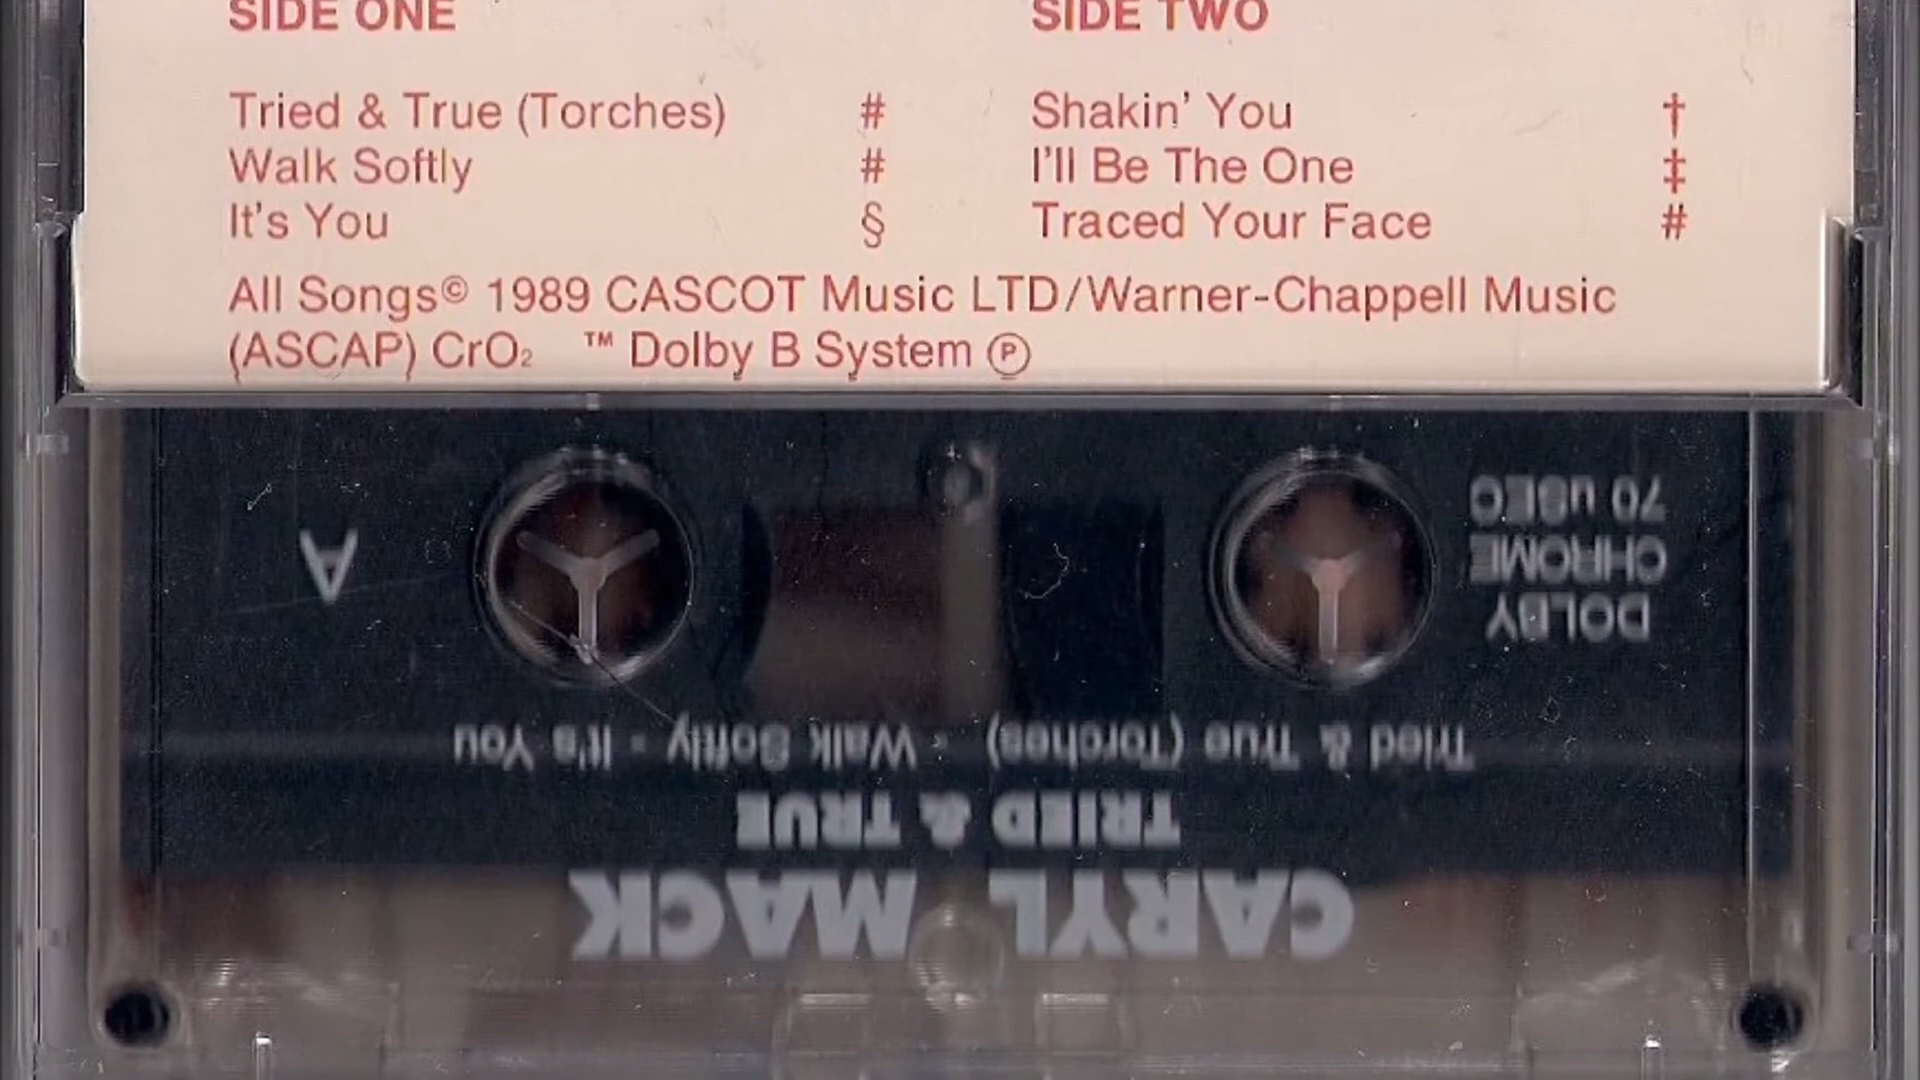 SIDE ONE
Tried & True (Torches) #
Walk Softly #
It's You §
SIDE TWO
Shakin' You †
I'll Be The One ‡
Traced Your Face #
All Songs© 1989 CASCOT Music LTD/Warner-Chappell Music
(ASCAP) CrO₂ ™ Dolby B System Ⓟ
CARYL MACK
TRIED & TRUE
Tried & True (Torches) • Walk Softly • It's You
DOLBY
CHROME
70 uSEC
A